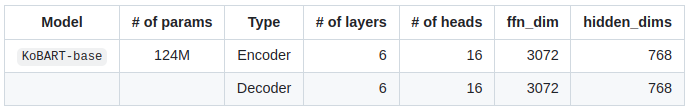 Model # of params Type # of layers # of heads ffn_dim hidden_dims
KoBART-base 124M Encoder 6 16 3072 768
Decoder 6 16 3072 768